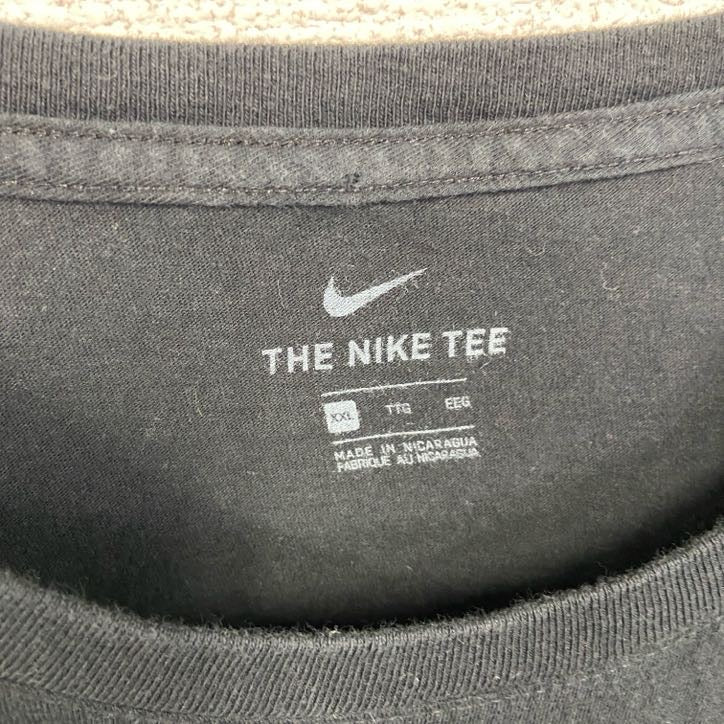 THE NIKE TEE
XXL TTG EEG
MADE IN NICARAGUA
FABRIQUE AU NICARAGUA